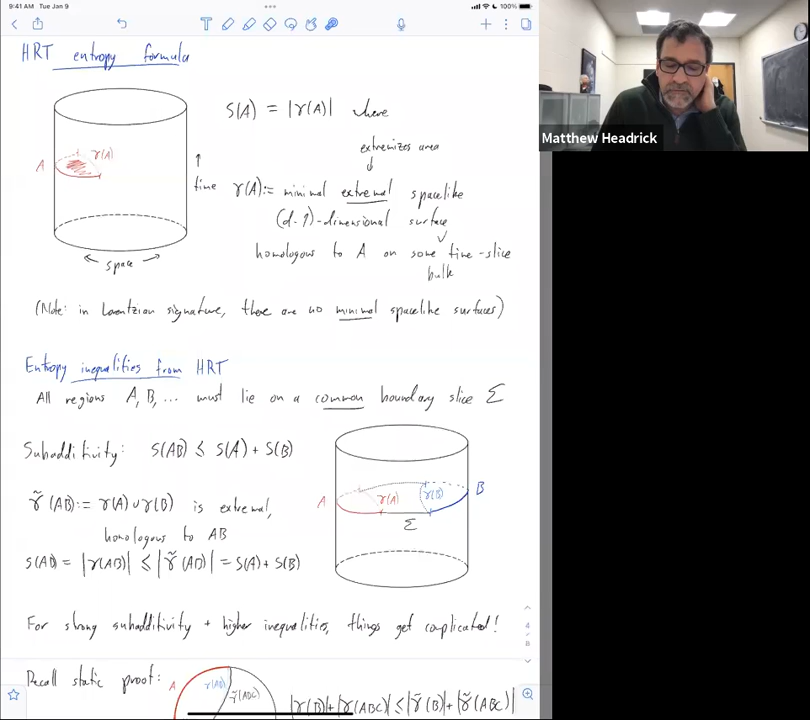 9:41 AM Tue Jan 9
100%
HRT entropy formula
S(A) = |γ(A)| where
extremizes area
A
γ(A)
time
γ(A) := minimal extremal spacelike
(d-1)-dimensional surface
homologous to A on some time-slice
bulk
space
(Note: in Lorentzian signature, there are no minimal spacelike surfaces)
Entropy inequalities from HRT
All regions A, B, ... must lie on a common boundary slice Σ
Subadditivity: S(AB) ≤ S(A) + S(B)
γ̃(AB) := γ(A) ∪ γ(B) is extremal,
homologous to AB
S(AB) = |γ(AB)| ≤ |γ̃(AB)| = S(A) + S(B)
A
γ(A)
γ(B)
B
Σ
For strong subadditivity + higher inequalities, things get complicated!
4
8
Recall static proof:
A
γ(AB)
γ̃(ABC)
|γ(B)| + |γ(ABC)| ≤ |γ̃(B)| + |γ̃(ABC)|
Matthew Headrick